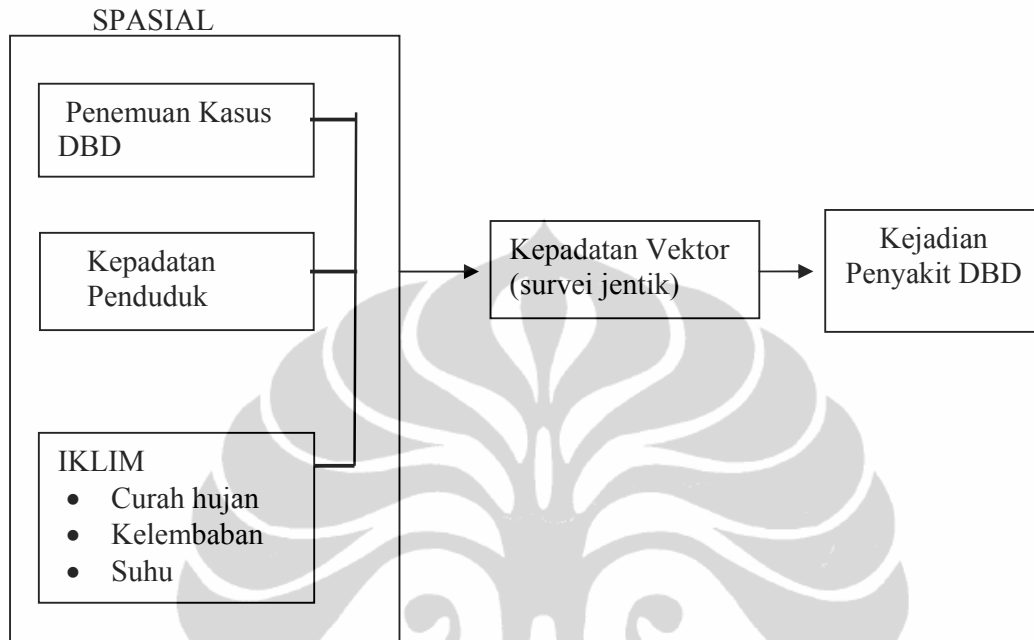 SPASIAL
Penemuan Kasus
DBD
Kepadatan
Penduduk
IKLIM
• Curah hujan
• Kelembaban
• Suhu
Kepadatan Vektor
(survei jentik)
Kejadian
Penyakit DBD